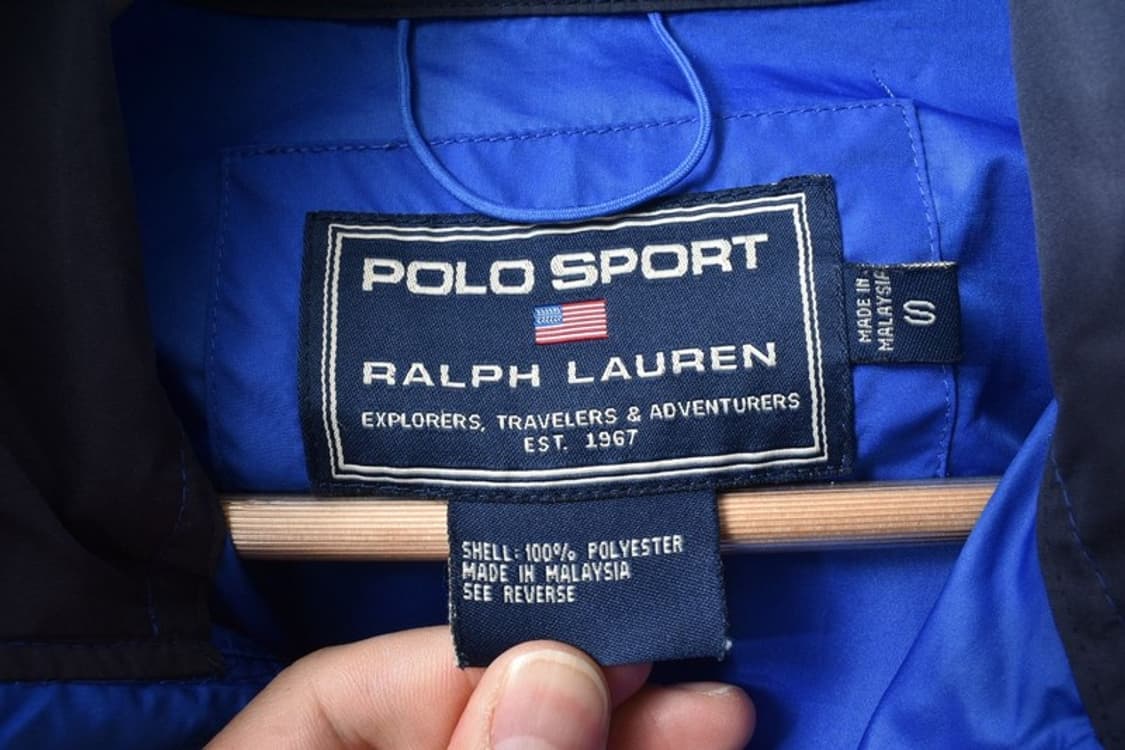 POLO SPORT
RALPH LAUREN
EXPLORERS, TRAVELERS & ADVENTURERS
EST. 1967
MADE IN
MALAYSIA
S
SHELL: 100% POLYESTER
MADE IN MALAYSIA
SEE REVERSE